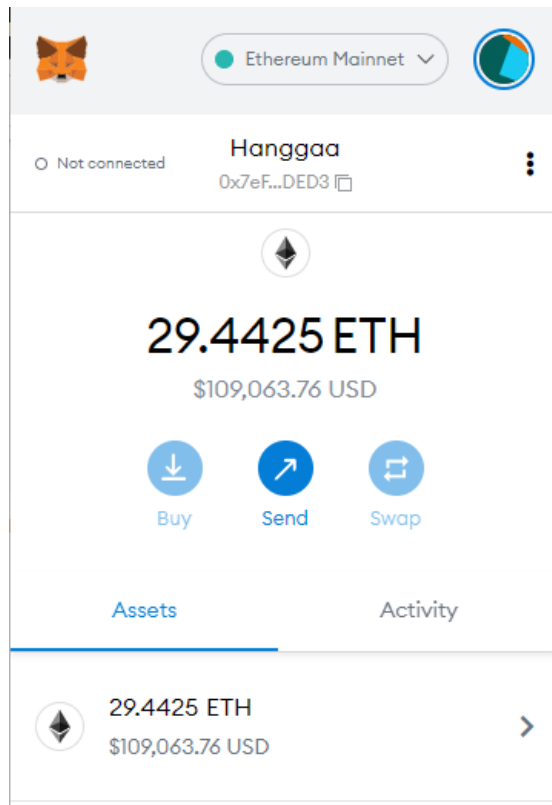 Ethereum Mainnet
Not connected
Hanggaa
0x7eF...DED3
29.4425 ETH
$109,063.76 USD
Buy
Send
Swap
Assets
Activity
29.4425 ETH
$109,063.76 USD